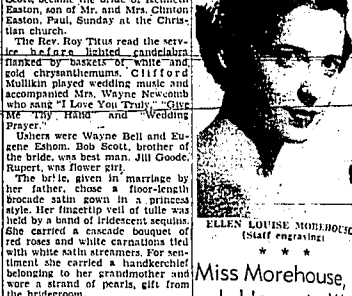 Scott, became the bride of Kenneth
Easton, son of Mr. and Mrs. Clinton
Easton, Paul, Sunday at the Chris-
tian church.
The Rev. Roy Titus read the serv-
ice before lighted candelabra
flanked by baskets of white and
gold chrysanthemums. Clifford
Mullikin played wedding music and
accompanied Mrs. Wayne Newcomb
who sang "I Love You Truly," "Give
Me Thy Hand" and "Wedding
Prayer."
Ushers were Wayne Bell and Eu-
gene Eshom. Bob Scott, brother of
the bride, was best man. Jill Goode,
Rupert, was flower girl.
The bride, given in marriage by
her father, chose a floor-length
brocade satin gown in a princess
style. Her fingertip veil of tulle was
held by a band of iridescent sequins.
She carried a cascade bouquet of
red roses and white carnations tied
with white satin streamers. For sen-
timent she carried a handkerchief
belonging to her grandmother and
wore a strand of pearls, gift from
the bridegroom.
ELLEN LOUISE MOREHOUSE
(Staff engraving)
* * *
Miss Morehouse,